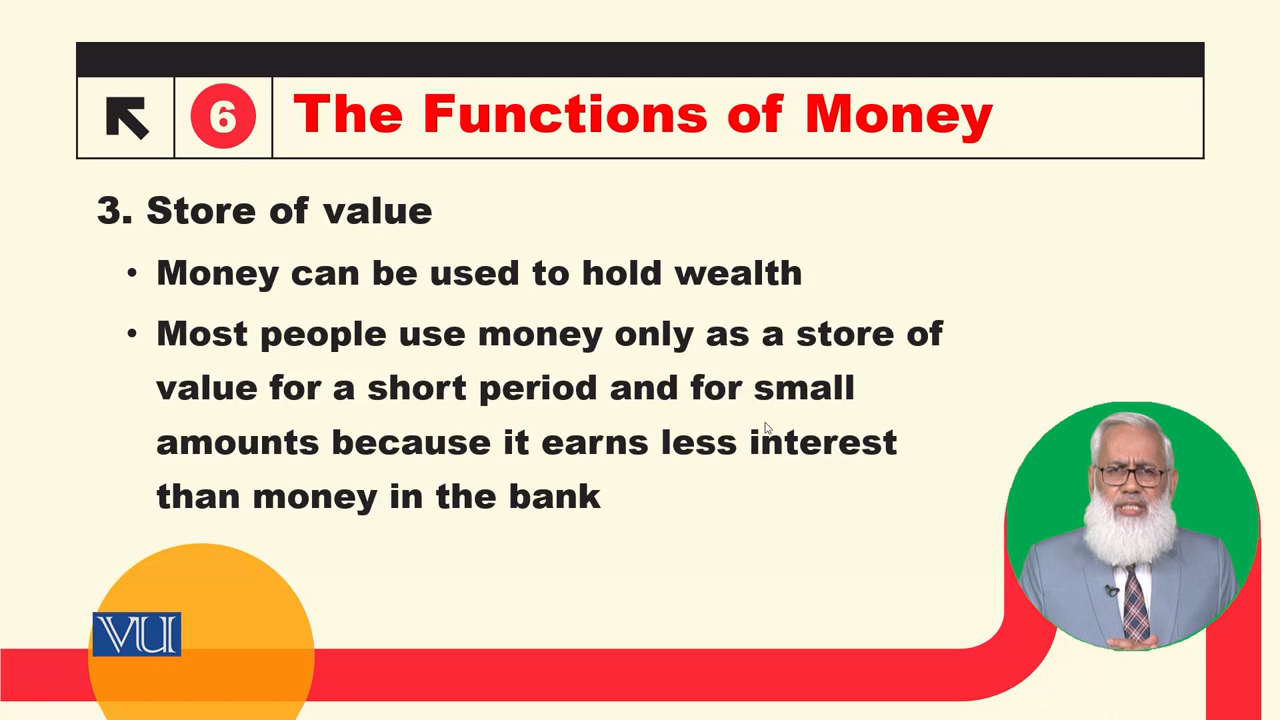 6 The Functions of Money
3. Store of value
• Money can be used to hold wealth
• Most people use money only as a store of
value for a short period and for small
amounts because it earns less interest
than money in the bank
VU